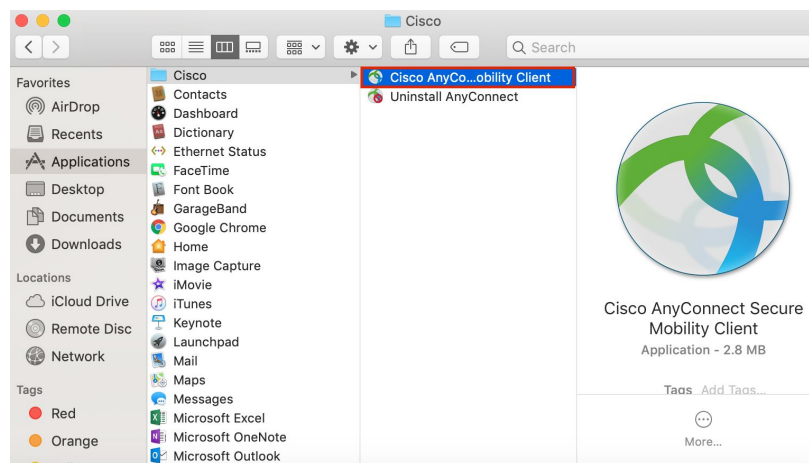 Cisco
Search
Favorites
AirDrop
Recents
Applications
Desktop
Documents
Downloads
Locations
iCloud Drive
Remote Disc
Network
Tags
Red
Orange
Cisco
Contacts
Dashboard
Dictionary
Ethernet Status
FaceTime
Font Book
GarageBand
Google Chrome
Home
Image Capture
iMovie
iTunes
Keynote
Launchpad
Mail
Maps
Messages
Microsoft Excel
Microsoft OneNote
Microsoft Outlook
Cisco AnyCo...obility Client
Uninstall AnyConnect
Cisco AnyConnect Secure
Mobility Client
Application - 2.8 MB
Tags Add Tags...
More...